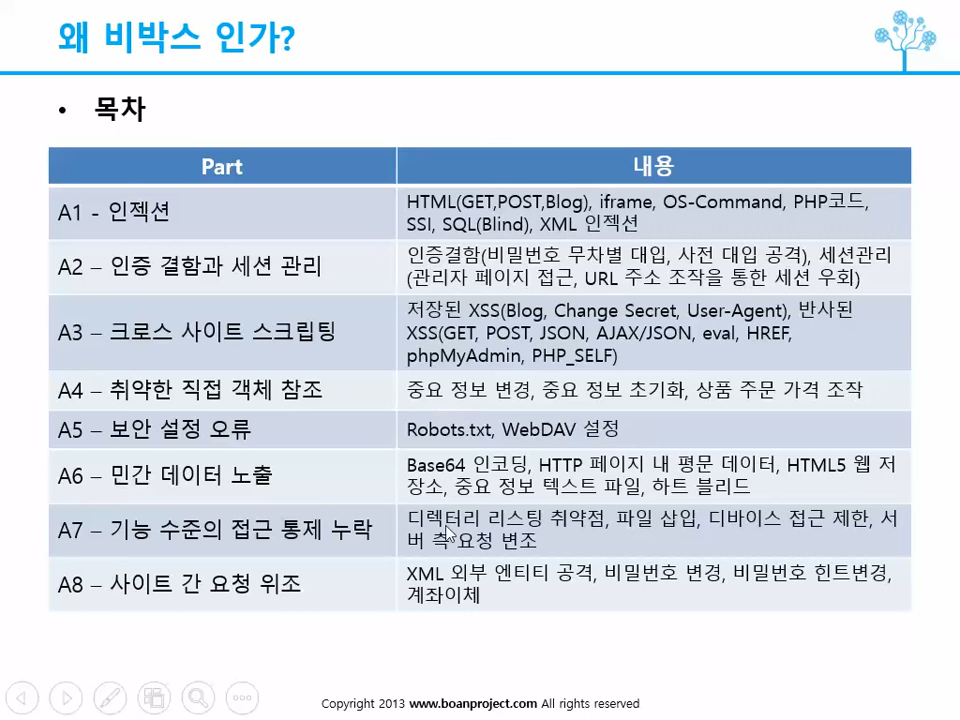 왜 비박스 인가?
• 목차
Part 내용
A1 - 인젝션
HTML(GET,POST,Blog), iframe, OS-Command, PHP코드,
SSI, SQL(Blind), XML 인젝션
A2 – 인증 결함과 세션 관리
인증결함(비밀번호 무차별 대입, 사전 대입 공격), 세션관리
(관리자 페이지 접근, URL 주소 조작을 통한 세션 우회)
A3 – 크로스 사이트 스크립팅
저장된 XSS(Blog, Change Secret, User-Agent), 반사된
XSS(GET, POST, JSON, AJAX/JSON, eval, HREF,
phpMyAdmin, PHP_SELF)
A4 – 취약한 직접 객체 참조
중요 정보 변경, 중요 정보 초기화, 상품 주문 가격 조작
A5 – 보안 설정 오류
Robots.txt, WebDAV 설정
A6 – 민간 데이터 노출
Base64 인코딩, HTTP 페이지 내 평문 데이터, HTML5 웹 저
장소, 중요 정보 텍스트 파일, 하트 블리드
A7 – 기능 수준의 접근 통제 누락
디렉터리 리스팅 취약점, 파일 삽입, 디바이스 접근 제한, 서
버 측 요청 변조
A8 – 사이트 간 요청 위조
XML 외부 엔티티 공격, 비밀번호 변경, 비밀번호 힌트변경,
계좌이체
Copyright 2013 www.boanproject.com All rights reserved